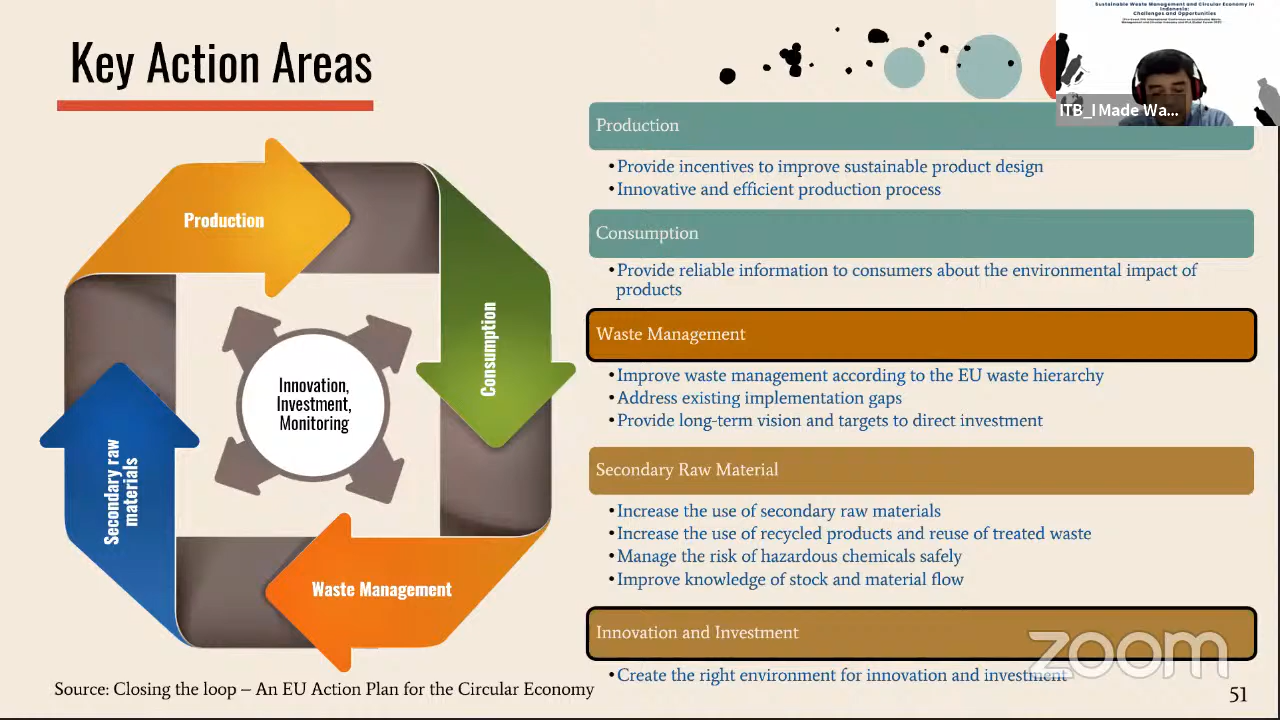 Key Action Areas
Sustainable Waste Management and Circular Economy in
Indonesia:
Challenges and Opportunities
ITB_I Made Wa...
Production
Consumption
Waste Management
Secondary raw
materials
Innovation,
Investment,
Monitoring
Production
•Provide incentives to improve sustainable product design
•Innovative and efficient production process
Consumption
•Provide reliable information to consumers about the environmental impact of
products
Waste Management
•Improve waste management according to the EU waste hierarchy
•Address existing implementation gaps
•Provide long-term vision and targets to direct investment
Secondary Raw Material
•Increase the use of secondary raw materials
•Increase the use of recycled products and reuse of treated waste
•Manage the risk of hazardous chemicals safely
•Improve knowledge of stock and material flow
Innovation and Investment
•Create the right environment for innovation and investment
zoom
Source: Closing the loop – An EU Action Plan for the Circular Economy
51